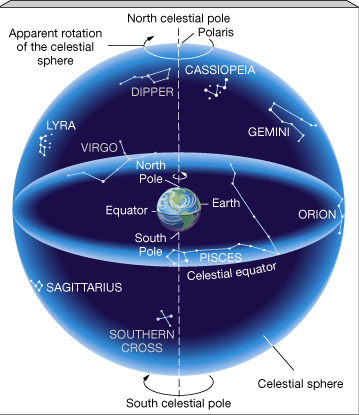 North celestial pole
Polaris
Apparent rotation
of the celestial
sphere
CASSIOPEIA
DIPPER
GEMINI
LYRA
VIRGO
North
Pole
Equator
Earth
ORION
South
Pole
PISCES
Celestial equator
SAGITTARIUS
SOUTHERN
CROSS
Celestial sphere
South celestial pole